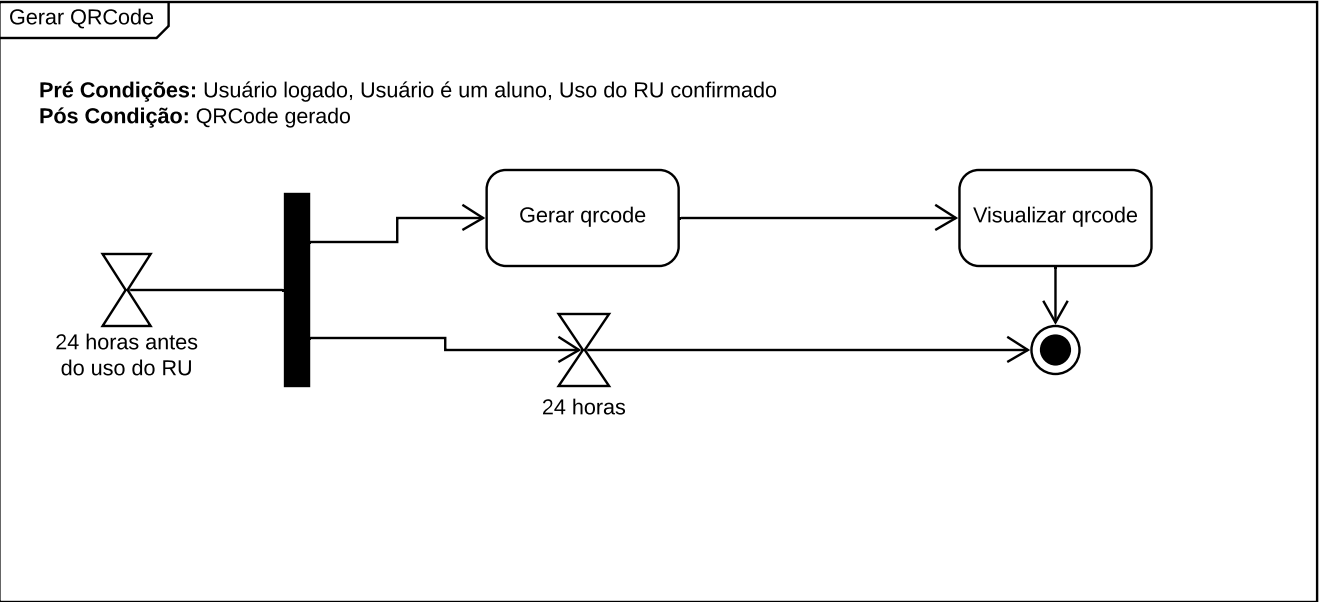 Gerar QRCode
Pré Condições: Usuário logado, Usuário é um aluno, Uso do RU confirmado
Pós Condição: QRCode gerado
Gerar qrcode
Visualizar qrcode
24 horas antes
do uso do RU
24 horas